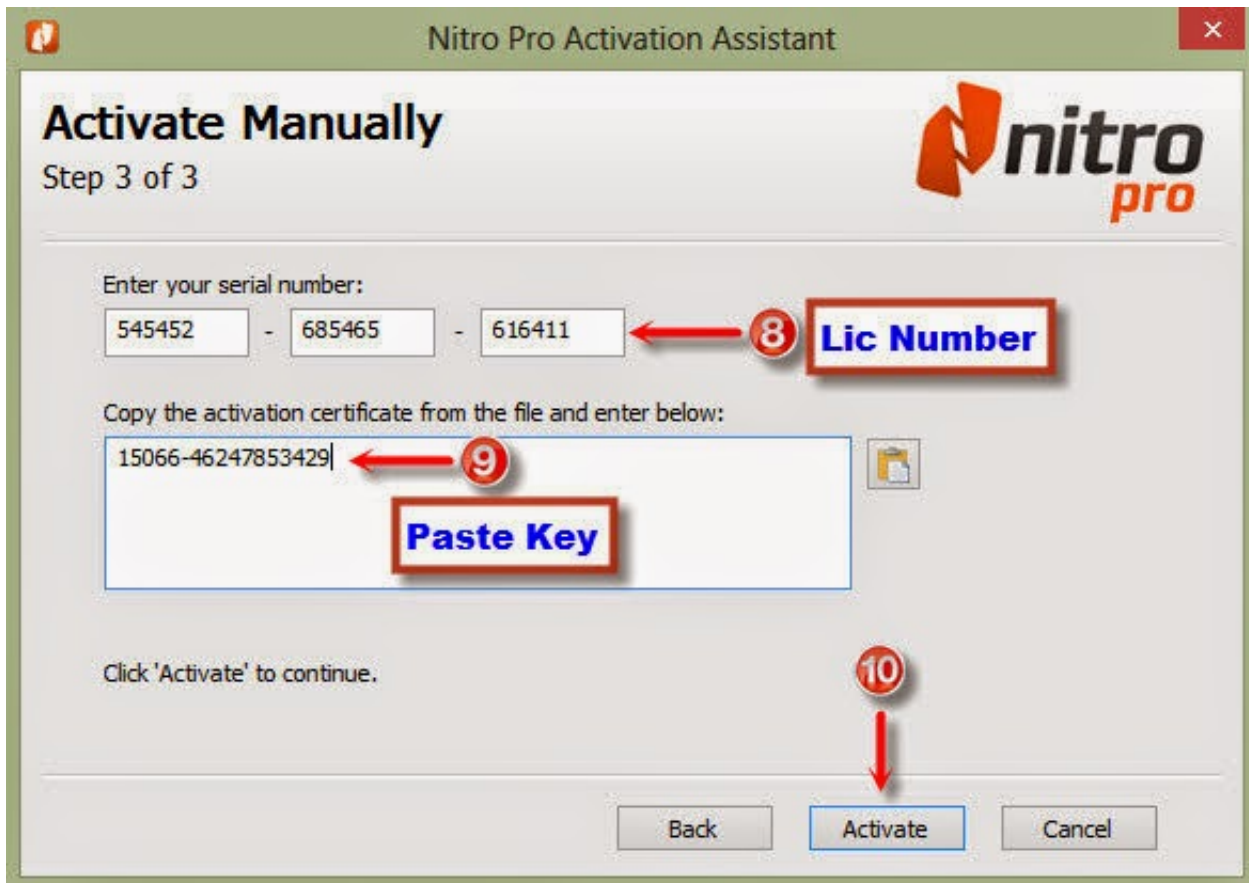 Nitro Pro Activation Assistant
Activate Manually
Step 3 of 3
nitro
pro
Enter your serial number:
545452 - 685465 - 616411
8
Lic Number
Copy the activation certificate from the file and enter below:
15066-46247853429
9
Paste Key
Click 'Activate' to continue.
10
Back Activate Cancel